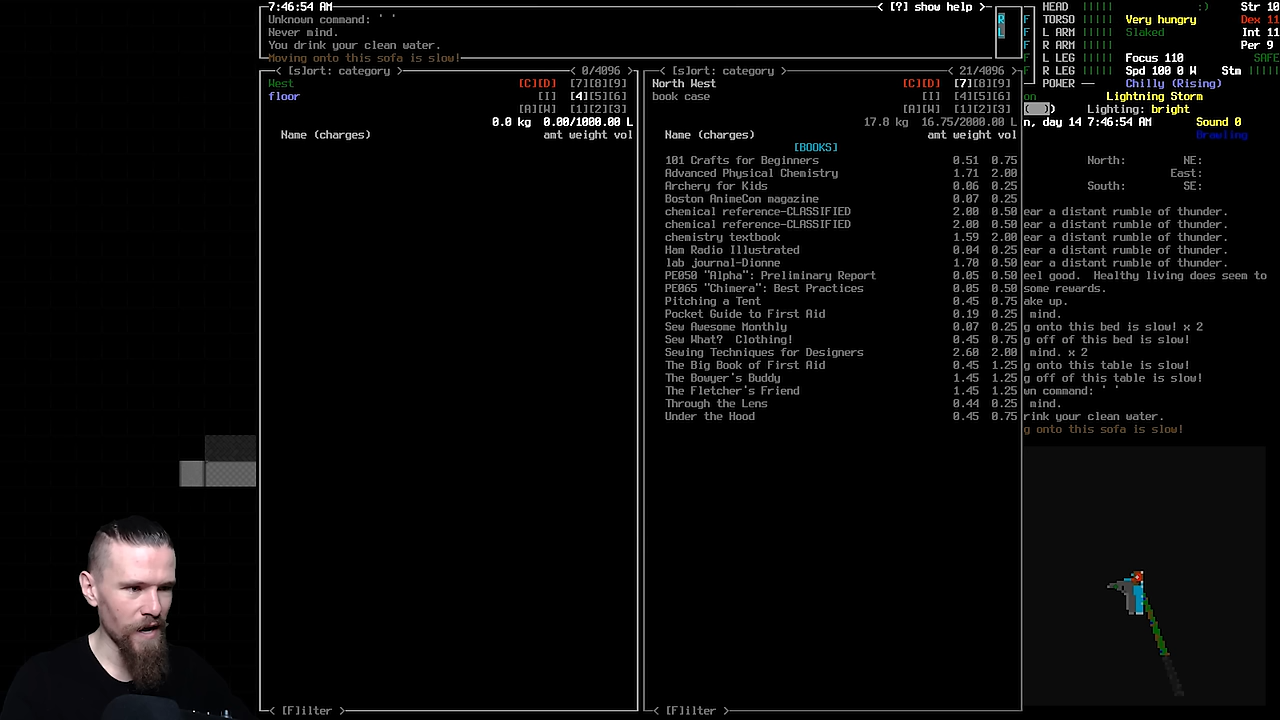 7:46:54 AM < [?] show help >
Unknown command: ` `
Never mind.
You drink your clean water.
Moving onto this sofa is slow!
R
L
< [s]ort: category > < 0/4096 >
West [C][D] [7][8][9]
floor [I] [4][5][6]
[A][W] [1][2][3]
0.0 kg 0.00/1000.00 L
Name (charges) amt weight vol
< [F]ilter >
< [s]ort: category > < 21/4096 >
North West [C][D] [7][8][9]
book case [I] [4][5][6]
[A][W] [1][2][3]
17.8 kg 16.75/2000.00 L
Name (charges) amt weight vol
[BOOKS]
101 Crafts for Beginners 0.51 0.75
Advanced Physical Chemistry 1.71 2.00
Archery for Kids 0.06 0.25
Boston AnimeCon magazine 0.07 0.25
chemical reference-CLASSIFIED 2.00 0.50
chemical reference-CLASSIFIED 2.00 0.50
chemistry textbook 1.59 2.00
Ham Radio Illustrated 0.04 0.25
lab journal-Dionne 1.70 0.50
PE050 "Alpha": Preliminary Report 0.05 0.50
PE065 "Chimera": Best Practices 0.05 0.50
Pitching a Tent 0.45 0.75
Pocket Guide to First Aid 0.19 0.25
Sew Awesome Monthly 0.07 0.25
Sew What? Clothing! 0.45 0.75
Sewing Techniques for Designers 2.60 2.00
The Big Book of First Aid 0.45 1.25
The Bowyer's Buddy 1.45 1.25
The Fletcher's Friend 1.45 1.25
Through the Lens 0.44 0.25
Under the Hood 0.45 0.75
< [F]ilter >
HEAD ||||| :) Str 10
F TORSO ||||| Very hungry Dex 11
F L ARM ||||| Slaked Int 11
F R ARM ||||| Per 9
F L LEG ||||| Focus 110 SAFE
F R LEG ||||| Spd 100 0 W Stm |||||
POWER -- Chilly (Rising)
on Lightning Storm
) Lighting: bright
n, day 14 7:46:54 AM Sound 0
Brawling
North: NE:
East:
South: SE:
ear a distant rumble of thunder.
ear a distant rumble of thunder.
ear a distant rumble of thunder.
ear a distant rumble of thunder.
ear a distant rumble of thunder.
eel good. Healthy living does seem to
some rewards.
ake up.
mind.
g onto this bed is slow! x 2
g off of this bed is slow!
mind. x 2
g onto this table is slow!
g off of this table is slow!
wn command: ` `
mind.
rink your clean water.
g onto this sofa is slow!